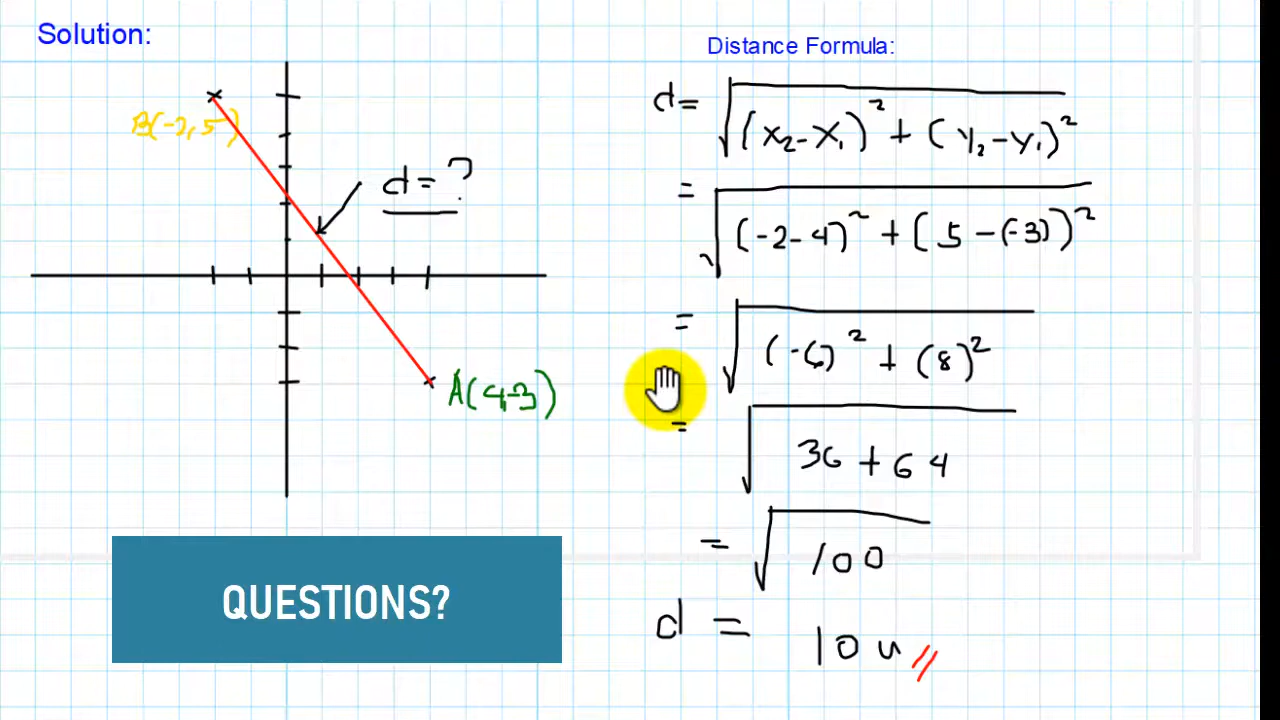 Solution:
B(-2,5)
d = ?
A(4,-3)
QUESTIONS?
Distance Formula:
d = √((x₂-x₁)² + (y₂-y₁)²)
= √((-2-4)² + (5-(-3))²)
= √((-6)² + (8)²)
= √(36+64)
= √100
d = 10 u //